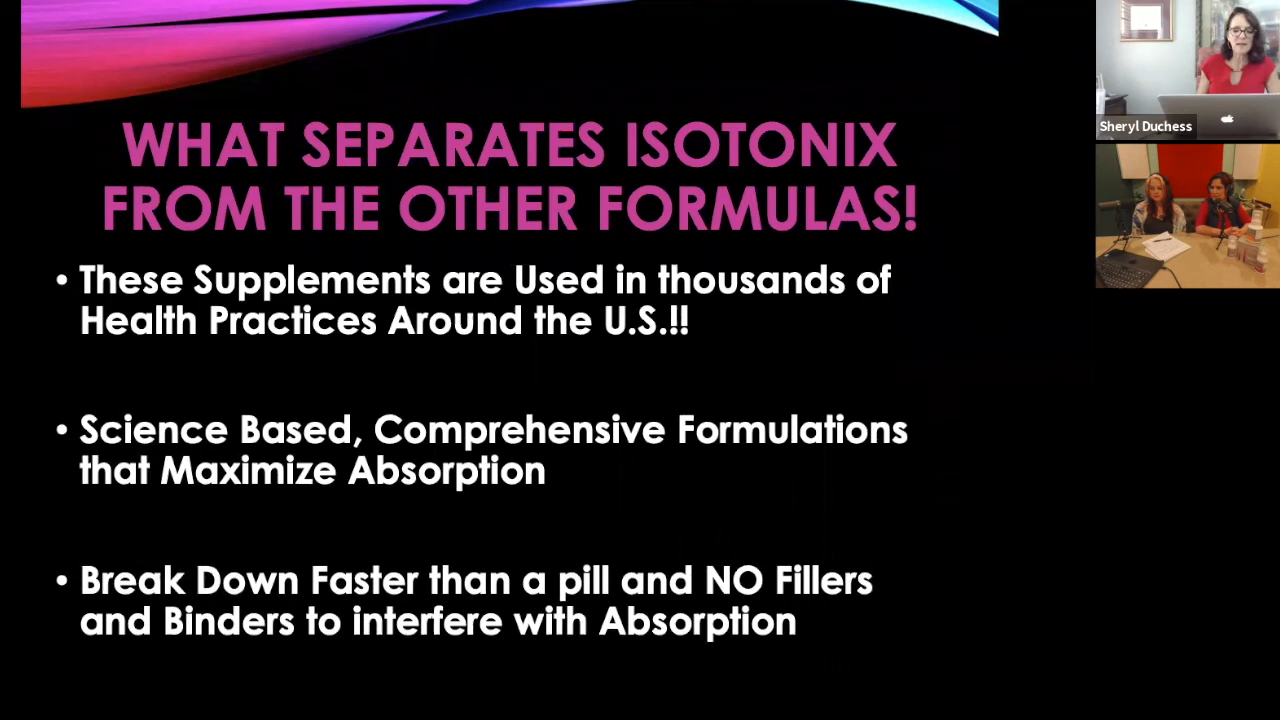 WHAT SEPARATES ISOTONIX
FROM THE OTHER FORMULAS!
• These Supplements are Used in thousands of
Health Practices Around the U.S.!!
• Science Based, Comprehensive Formulations
that Maximize Absorption
• Break Down Faster than a pill and NO Fillers
and Binders to interfere with Absorption
Sheryl Duchess